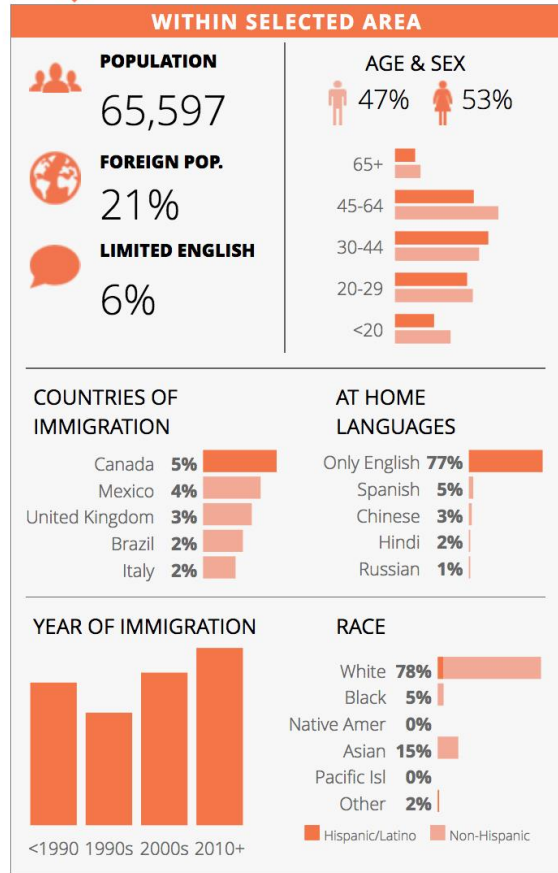 WITHIN SELECTED AREA
POPULATION
65,597
FOREIGN POP.
21%
LIMITED ENGLISH
6%
AGE & SEX
47% 53%
65+
45-64
30-44
20-29
<20
COUNTRIES OF
IMMIGRATION
Canada 5%
Mexico 4%
United Kingdom 3%
Brazil 2%
Italy 2%
AT HOME
LANGUAGES
Only English 77%
Spanish 5%
Chinese 3%
Hindi 2%
Russian 1%
YEAR OF IMMIGRATION
<1990 1990s 2000s 2010+
RACE
White 78%
Black 5%
Native Amer 0%
Asian 15%
Pacific Isl 0%
Other 2%
Hispanic/Latino Non-Hispanic